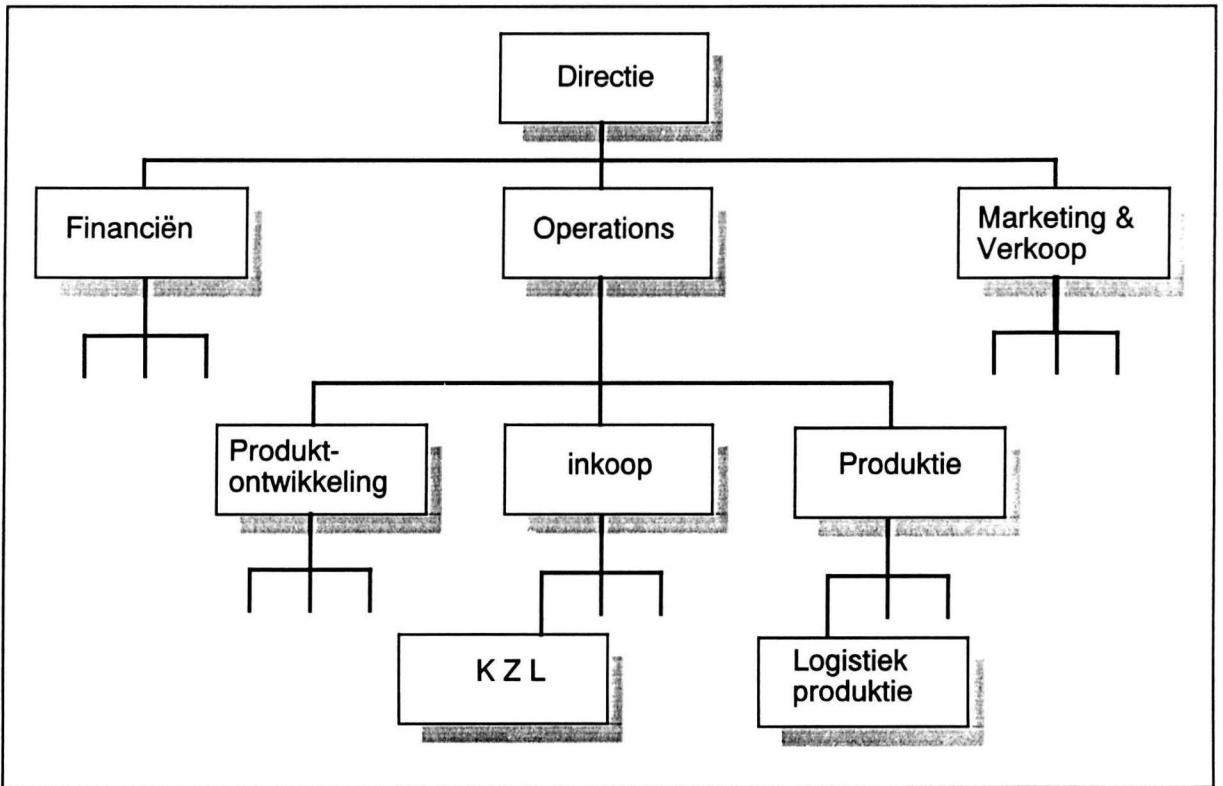 Directie
Financiën
Operations
Marketing &
Verkoop
Produkt-
ontwikkeling
inkoop
Produktie
K Z L
Logistiek
produktie